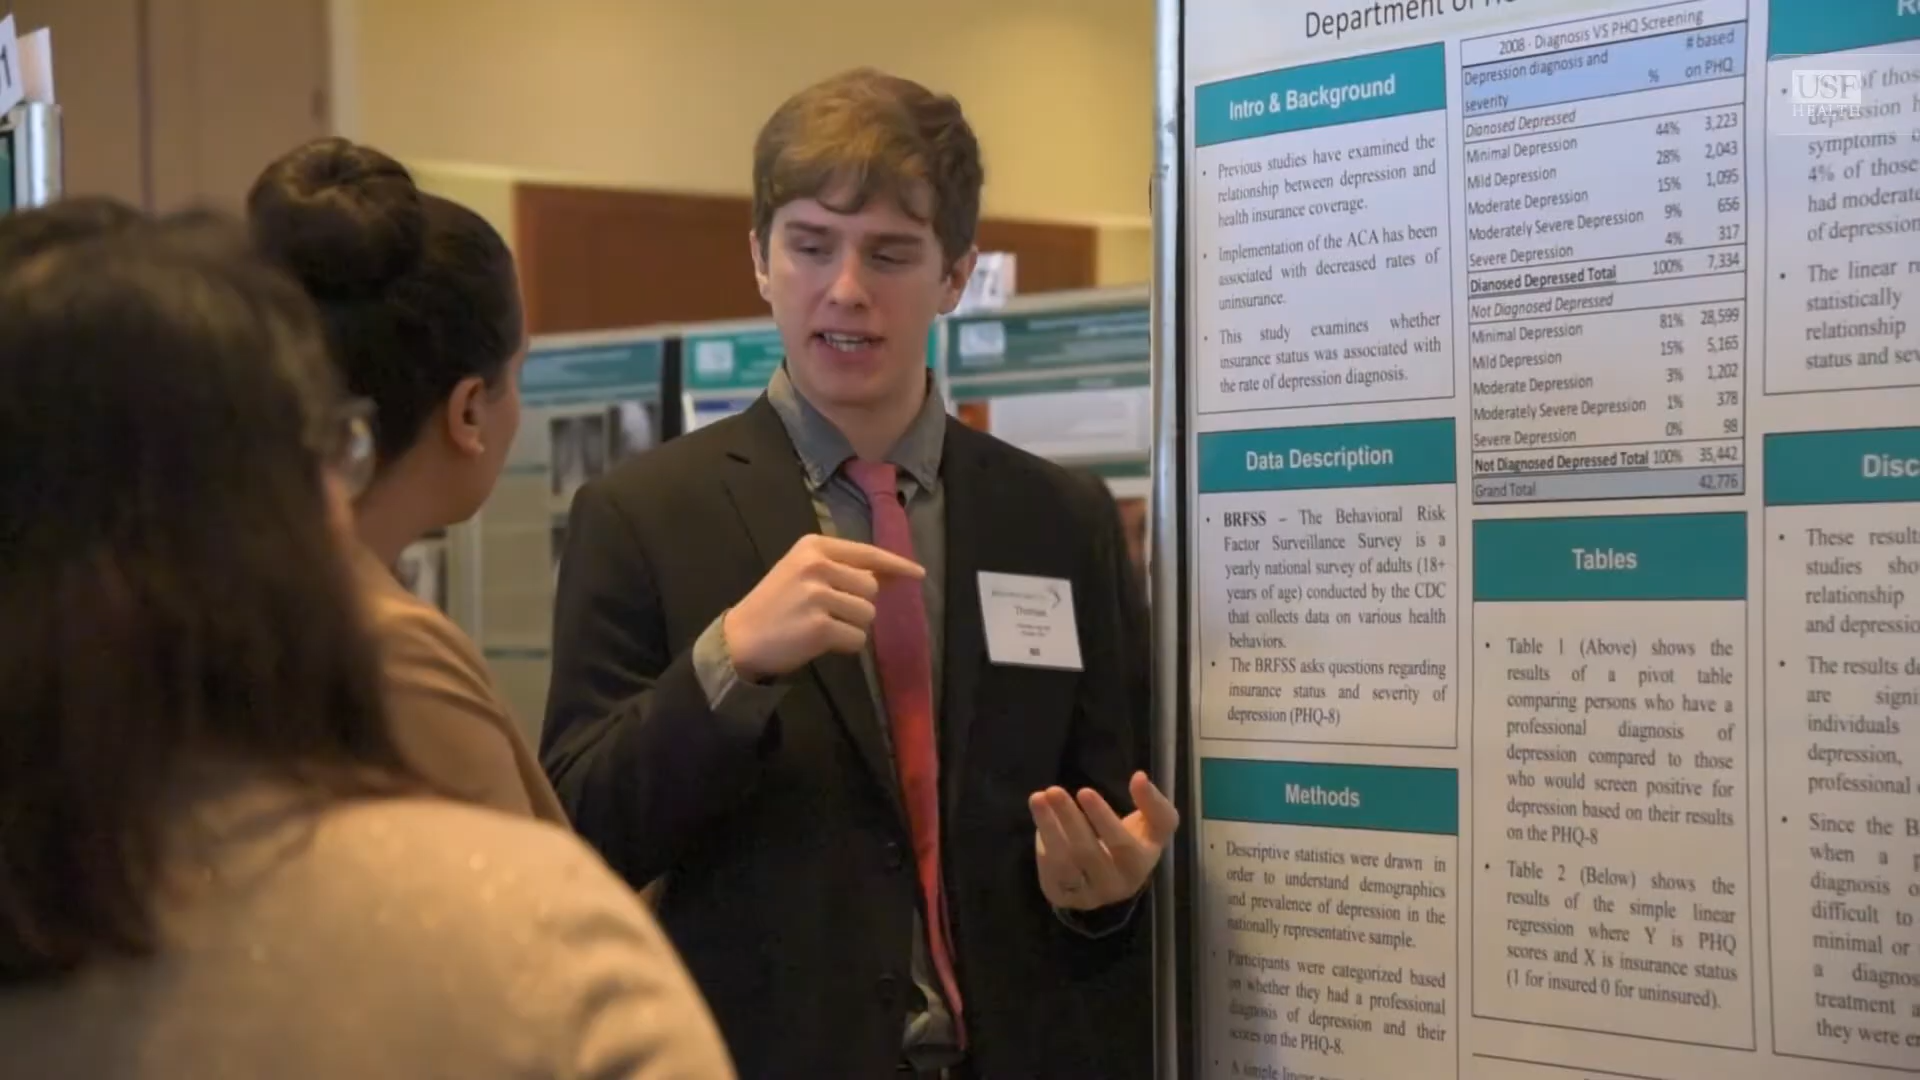 Department of
Intro & Background
• Previous studies have examined the
relationship between depression and
health insurance coverage.
• Implementation of the ACA has been
associated with decreased rates of
uninsurance.
• This study examines whether
insurance status was associated with
the rate of depression diagnosis.
Data Description
• BRFSS – The Behavioral Risk
Factor Surveillance Survey is a
yearly national survey of adults (18+
years of age) conducted by the CDC
that collects data on various health
behaviors.
• The BRFSS asks questions regarding
insurance status and severity of
depression (PHQ-8)
Methods
• Descriptive statistics were drawn in
order to understand demographics
and prevalence of depression in the
nationally representative sample.
• Participants were categorized based
on whether they had a professional
diagnosis of depression and their
scores on the PHQ-8.
• A simple linear
2008 - Diagnosis VS PHQ Screening
Depression diagnosis and severity % # based on PHQ
Dianosed Depressed
Minimal Depression 44% 3,223
Mild Depression 28% 2,043
Moderate Depression 15% 1,095
Moderately Severe Depression 9% 656
Severe Depression 4% 317
Dianosed Depressed Total 100% 7,334
Not Diagnosed Depressed
Minimal Depression 81% 28,599
Mild Depression 15% 5,165
Moderate Depression 3% 1,202
Moderately Severe Depression 1% 378
Severe Depression 0% 98
Not Diagnosed Depressed Total 100% 35,442
Grand Total 42,776
Tables
• Table 1 (Above) shows the
results of a pivot table
comparing persons who have a
professional diagnosis of
depression compared to those
who would screen positive for
depression based on their results
on the PHQ-8
• Table 2 (Below) shows the
results of the simple linear
regression where Y is PHQ
scores and X is insurance status
(1 for insured 0 for uninsured).
USF
HEALTH
of thos
depression h
symptoms o
4% of those
had moderate
of depression
• The linear re
statistically
relationship
status and sev
Disc
• These result
studies sho
relationship
and depressio
• The results de
are signi
individuals
depression,
professional
• Since the B
when a p
diagnosis o
difficult to
minimal or
a diagnos
treatment a
they were e
Thomas